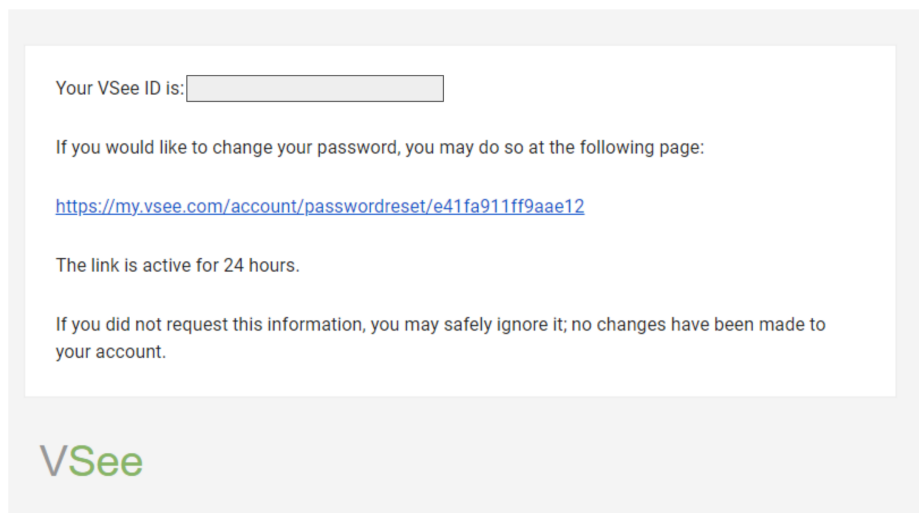 Your VSee ID is:
If you would like to change your password, you may do so at the following page:
https://my.vsee.com/account/passwordreset/e41fa911ff9aae12
The link is active for 24 hours.
If you did not request this information, you may safely ignore it; no changes have been made to
your account.
VSee